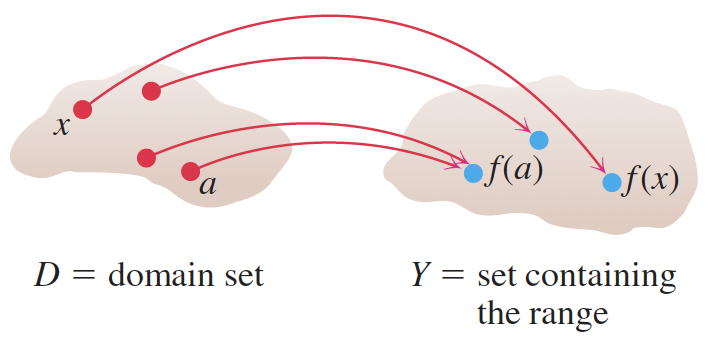 x
a
f(a)
f(x)
D = domain set
Y = set containing
the range